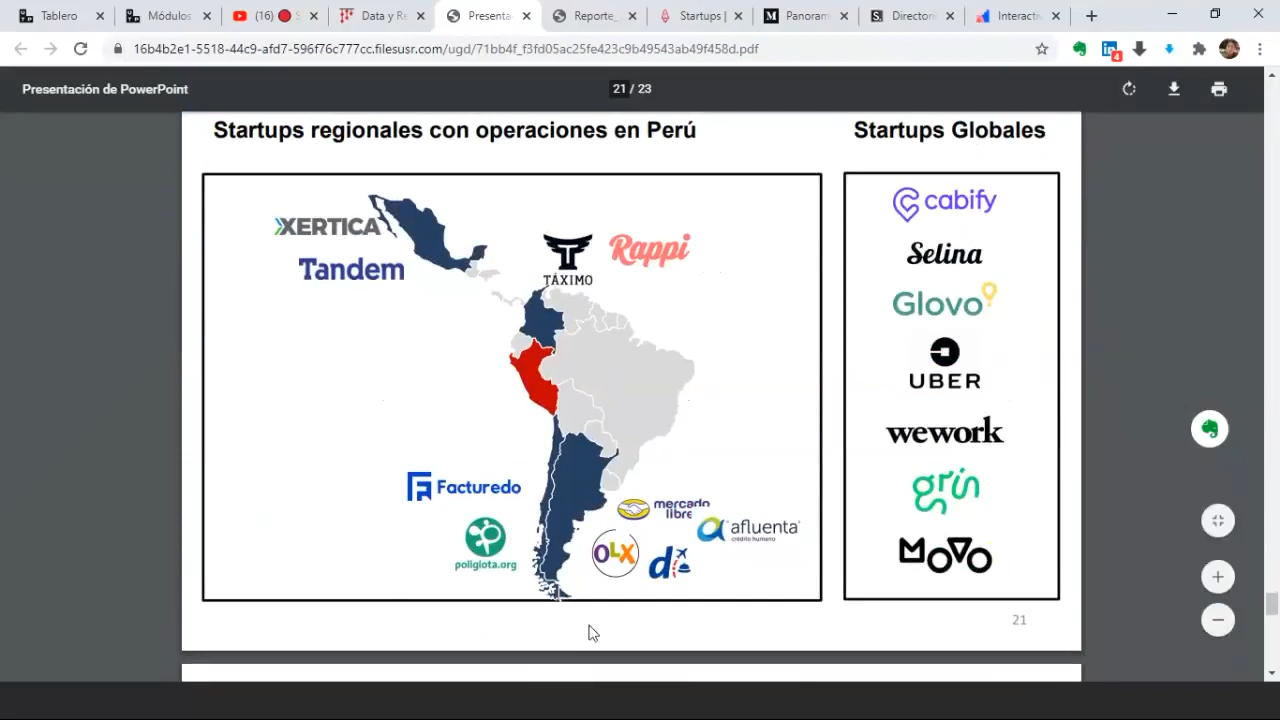 Tablero
Módulos
(16)
Data y Re
Presenta
Reporte_
Startups |
Panoram
Directori
Interactiv
16b4b2e1-5518-44c9-afd7-596f76c777cc.filesusr.com/ugd/71bb4f_f3fd05ac25fe423c9b49543ab49f458d.pdf
4
Presentación de PowerPoint
21 / 23
Startups regionales con operaciones en Perú
Startups Globales
XERTICA
Tandem
TÁXIMO
Rappi
Facturedo
poliglota.org
mercado
libre
afluenta
crédito humano
OLX
d
cabify
Selina
Glovo
UBER
wework
grin
MOVO
21